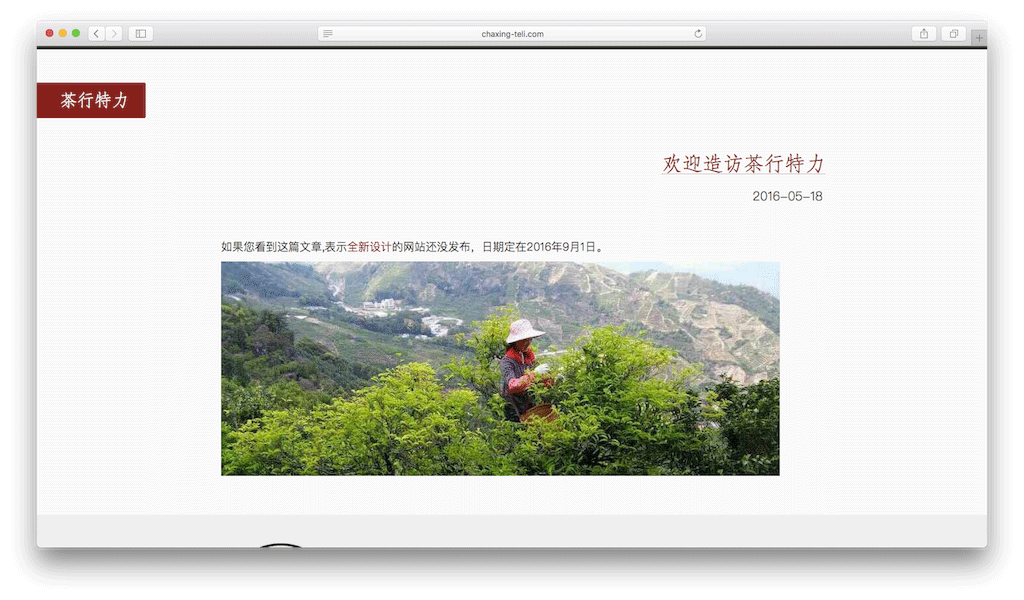 chaxing-teli.com
茶行特力
欢迎造访茶行特力
2016-05-18
如果您看到这篇文章,表示全新设计的网站还没发布，日期定在2016年9月1日。